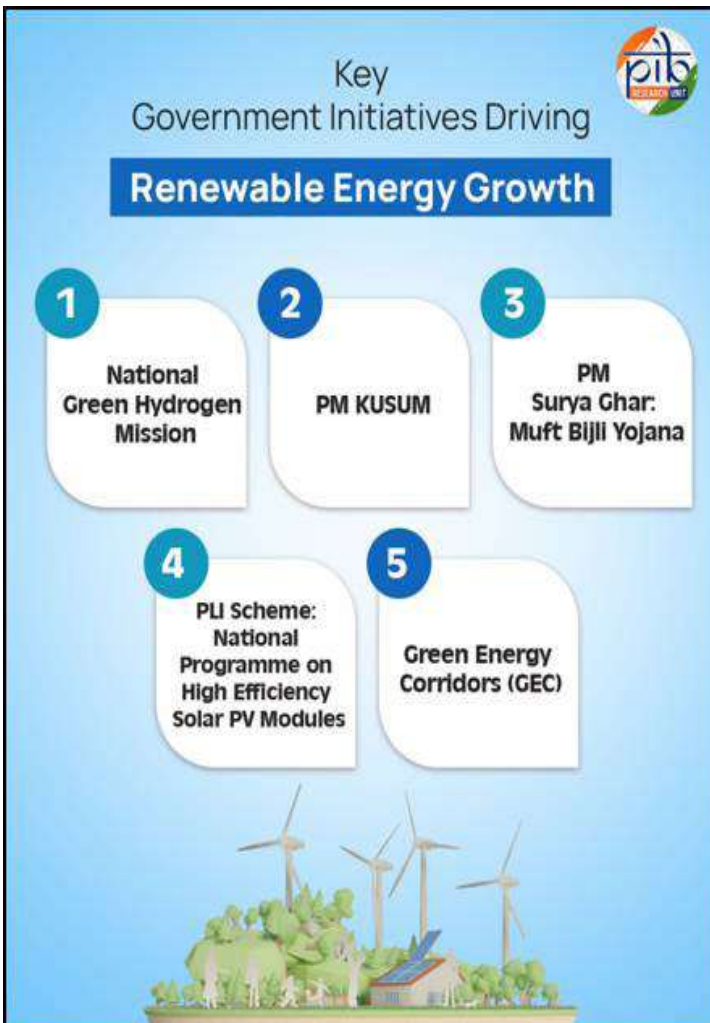 pib
RESEARCH UNIT
Key
Government Initiatives Driving
Renewable Energy Growth
1
National
Green Hydrogen
Mission
2
PM KUSUM
3
PM
Surya Ghar:
Muft Bijli Yojana
4
PLI Scheme:
National
Programme on
High Efficiency
Solar PV Modules
5
Green Energy
Corridors (GEC)